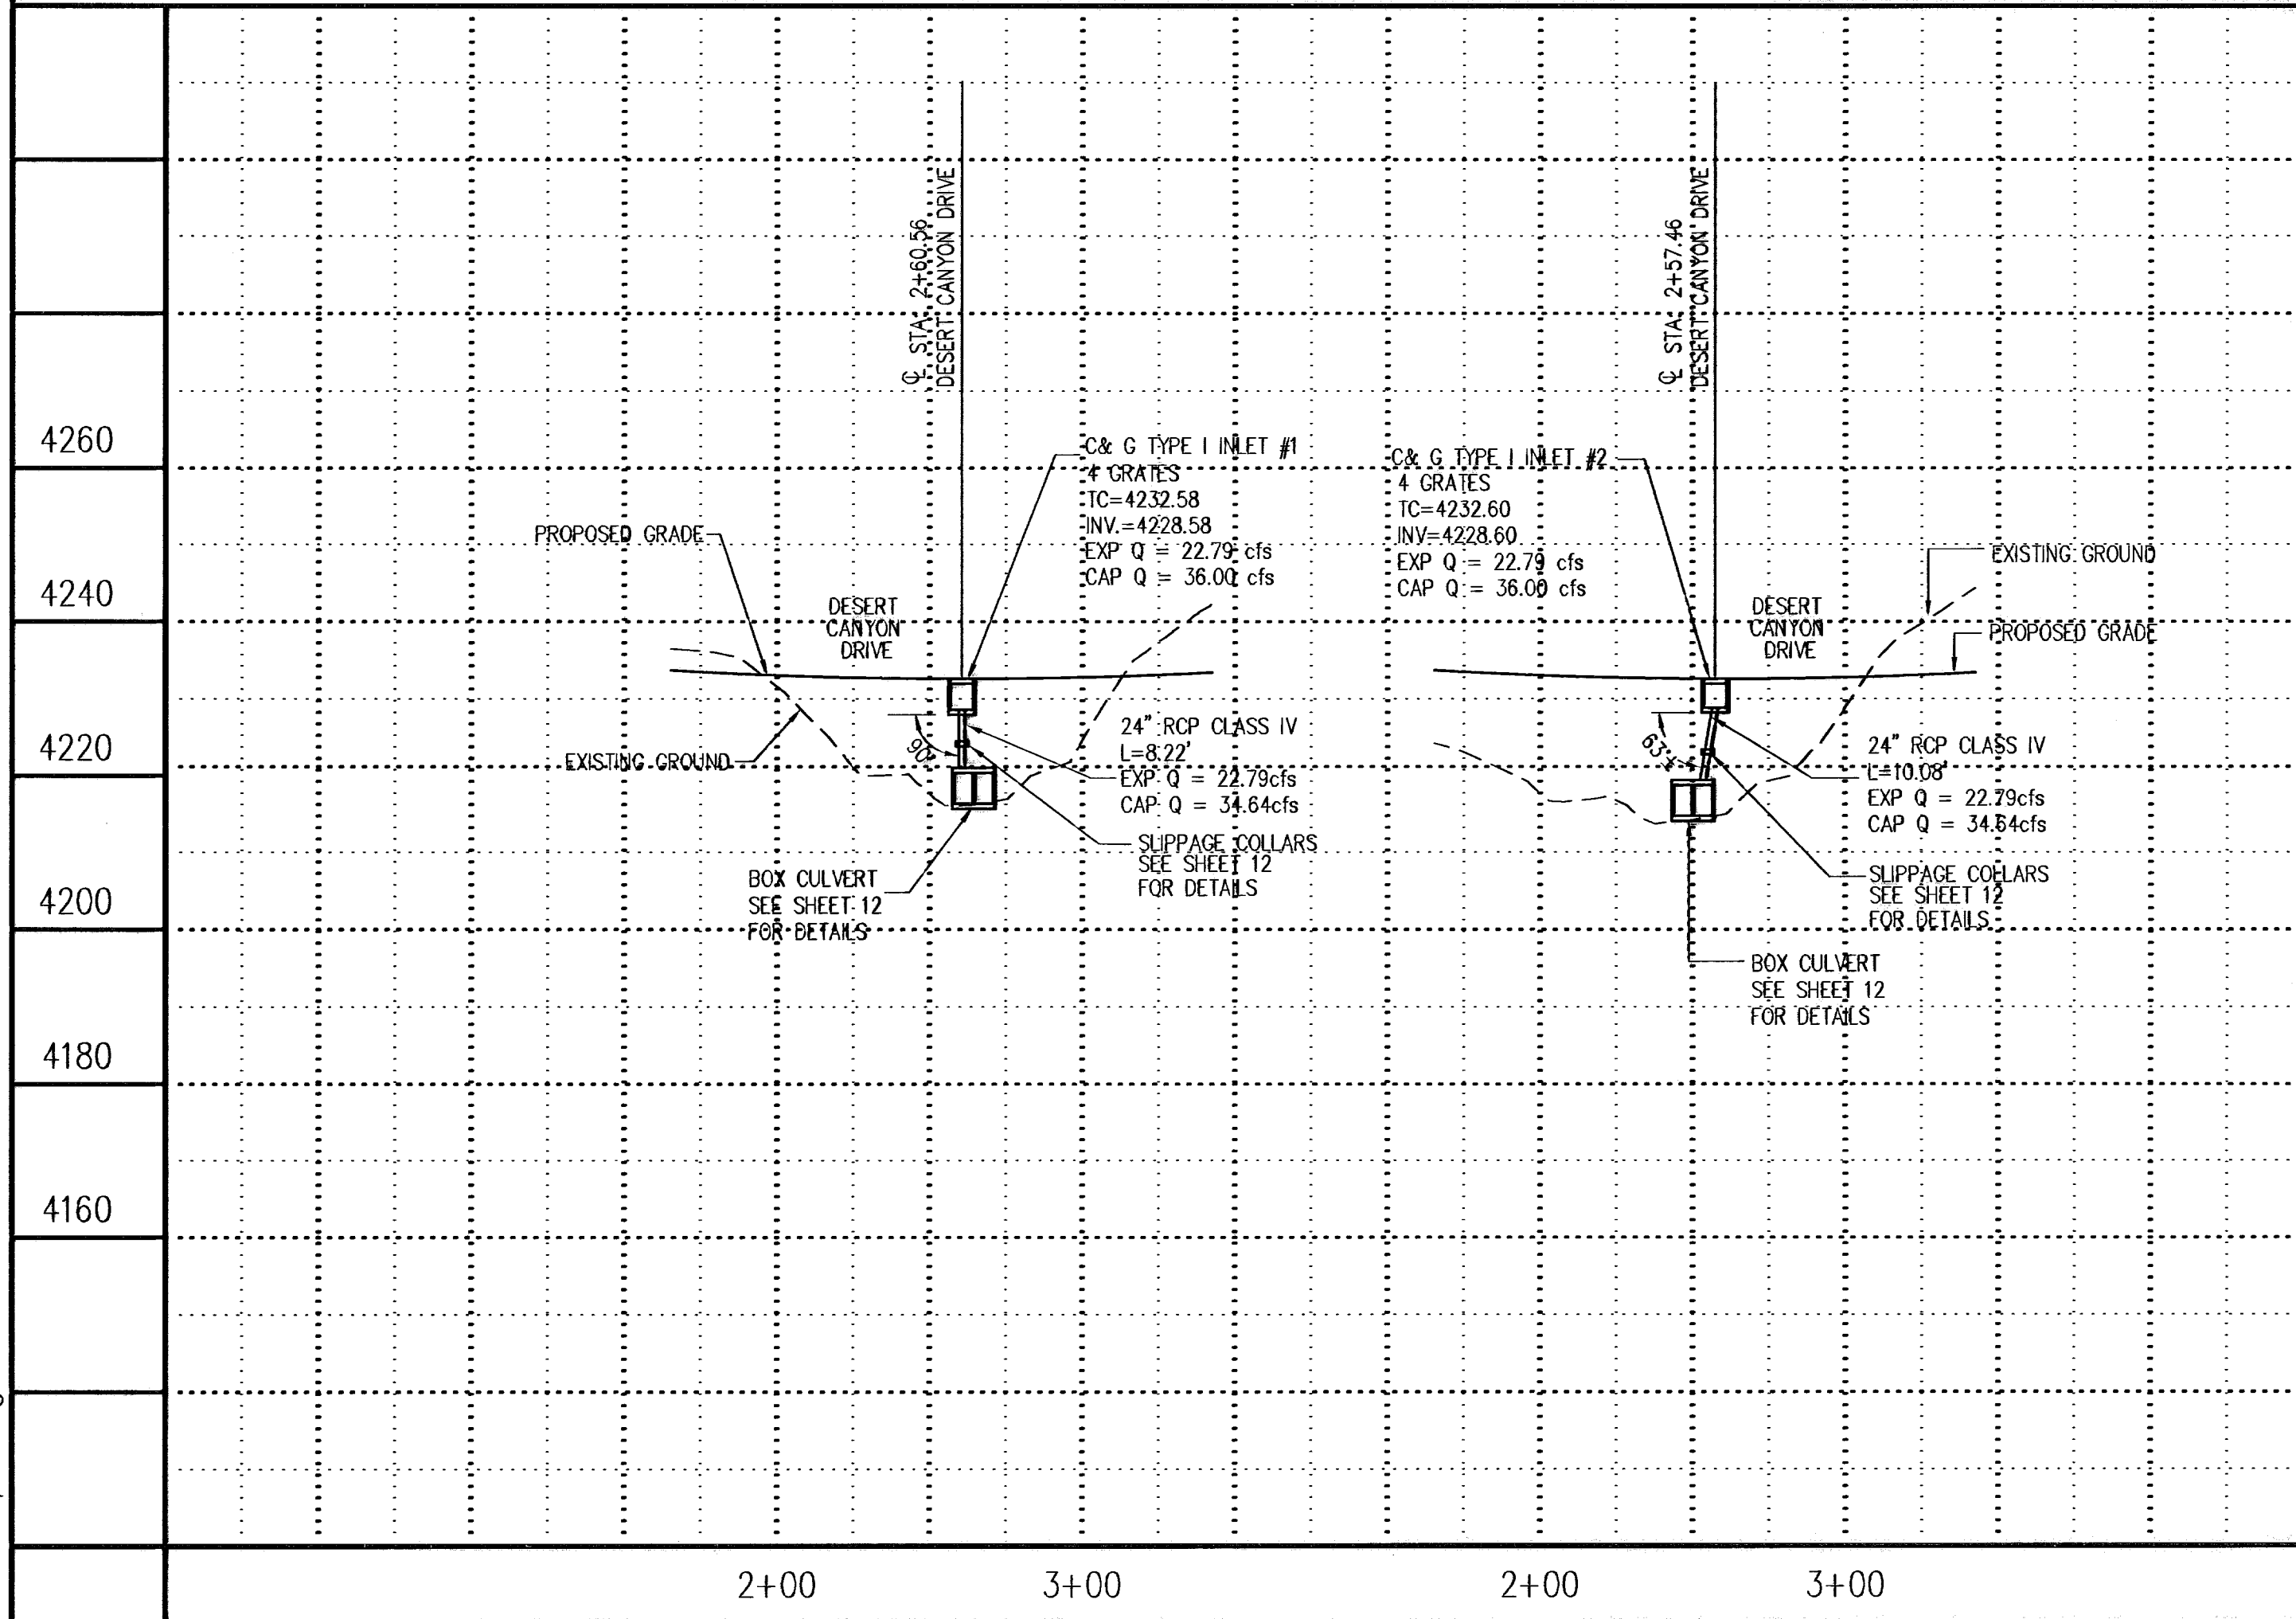 ℄ STA. 2+60.56
DESERT CANYON DRIVE
℄ STA. 2+57.46
DESERT CANYON DRIVE
4260
4240
4220
4200
4180
4160
C& G TYPE I INLET #1
4 GRATES
TC=4232.58
INV.=4228.58
EXP Q = 22.79 cfs
CAP Q = 36.00 cfs
PROPOSED GRADE
DESERT
CANYON
DRIVE
EXISTING GROUND
90°
24" RCP CLASS IV
L=8.22'
EXP Q = 22.79cfs
CAP Q = 34.64cfs
SLIPPAGE COLLARS
SEE SHEET 12
FOR DETAILS
BOX CULVERT
SEE SHEET 12
FOR DETAILS
C& G TYPE I INLET #2
4 GRATES
TC=4232.60
INV=4228.60
EXP Q = 22.79 cfs
CAP Q = 36.00 cfs
EXISTING GROUND
DESERT
CANYON
DRIVE
PROPOSED GRADE
24" RCP CLASS IV
L=10.08'
EXP Q = 22.79cfs
CAP Q = 34.64cfs
SLIPPAGE COLLARS
SEE SHEET 12
FOR DETAILS
BOX CULVERT
SEE SHEET 12
FOR DETAILS
2+00
3+00
2+00
3+00